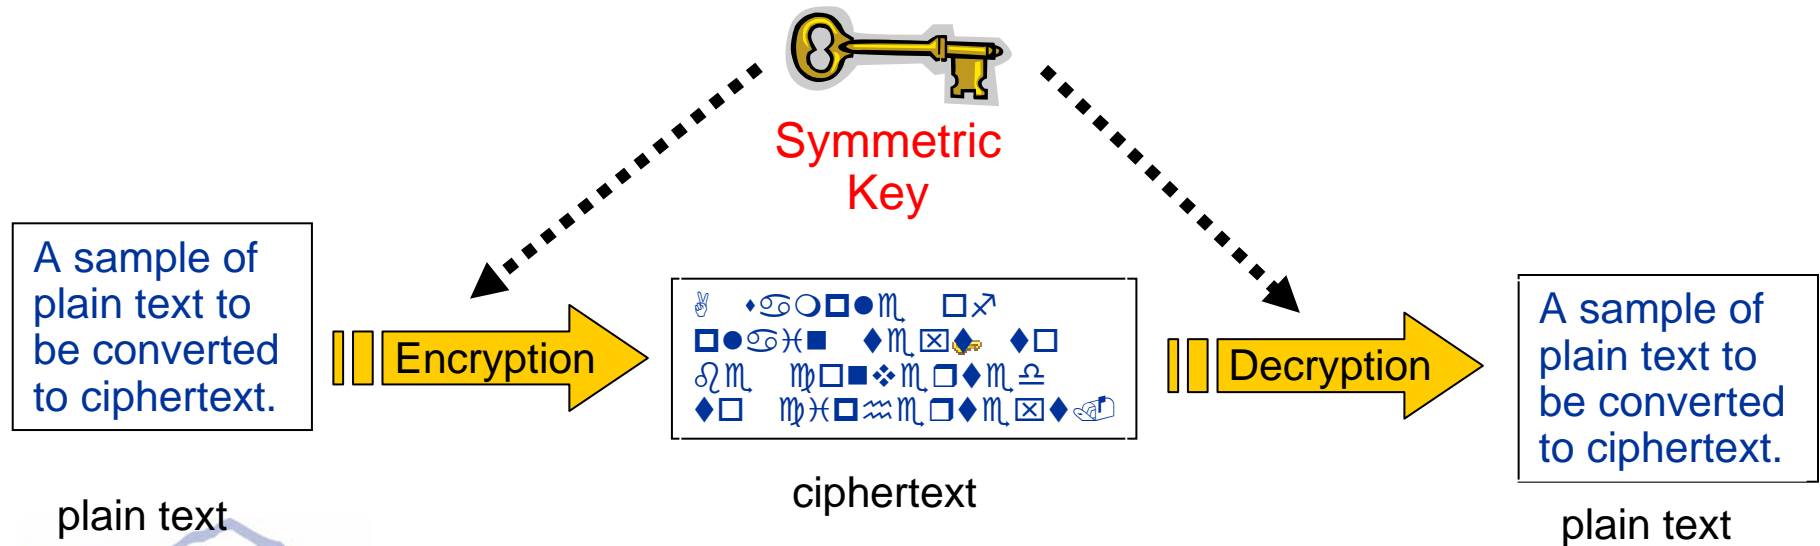 Symmetric
Key
A sample of
plain text to
be converted
to ciphertext.
plain text
Encryption
✌ ⬧♋❍◻●♏ □♐
◻●♋♓■ ⧫♏⌧⧫ ⧫□
♌♏ ♍□■❖♏❒⧫♏♎
⧫□ ♍♓◻♒♏❒⧫♏⌧⧫📬
ciphertext
Decryption
A sample of
plain text to
be converted
to ciphertext.
plain text